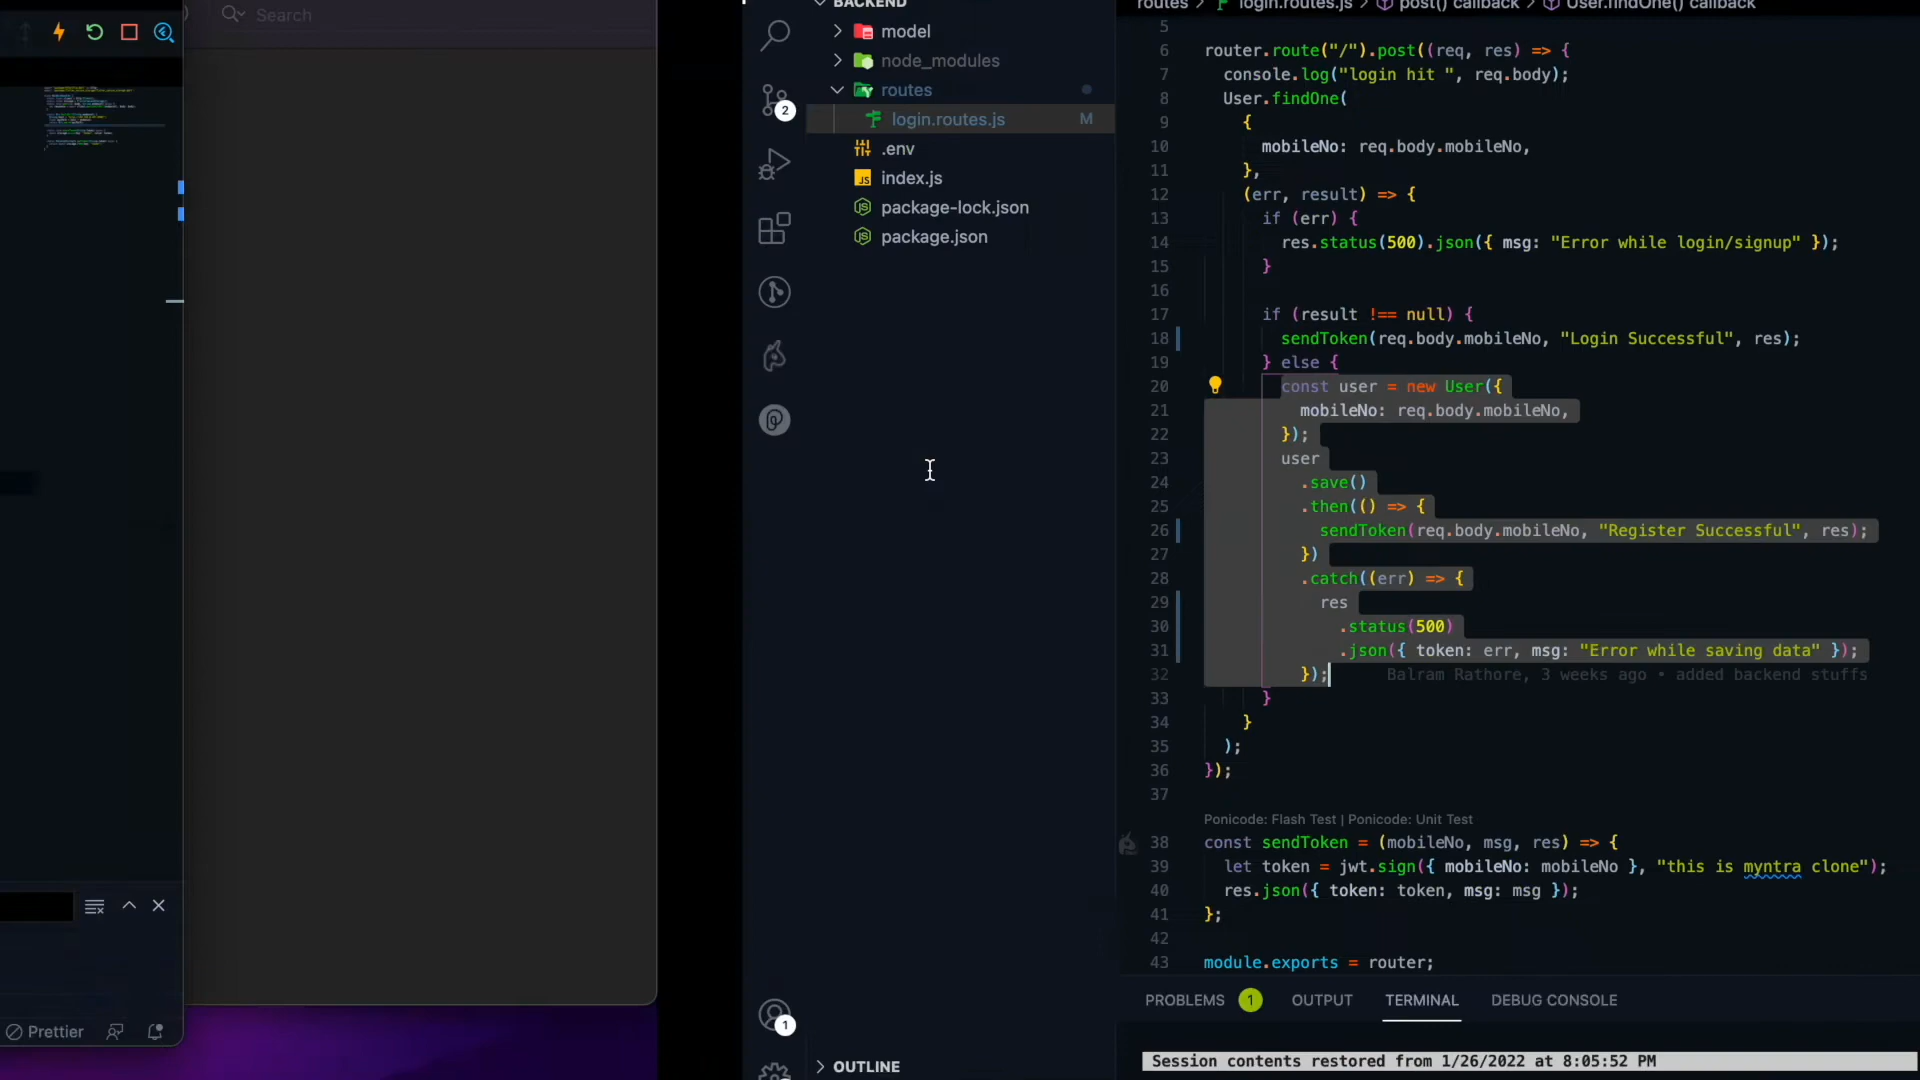 Search
Prettier
BACKEND
model
node_modules
routes
login.routes.js M
.env
index.js
package-lock.json
package.json
2
1
OUTLINE
routes > login.routes.js > post() callback > User.findOne() callback
5
6 router.route("/").post((req, res) => {
7 console.log("login hit ", req.body);
8 User.findOne(
9 {
10 mobileNo: req.body.mobileNo,
11 },
12 (err, result) => {
13 if (err) {
14 res.status(500).json({ msg: "Error while login/signup" });
15 }
16
17 if (result !== null) {
18 sendToken(req.body.mobileNo, "Login Successful", res);
19 } else {
20 const user = new User({
21 mobileNo: req.body.mobileNo,
22 });
23 user
24 .save()
25 .then(() => {
26 sendToken(req.body.mobileNo, "Register Successful", res);
27 })
28 .catch((err) => {
29 res
30 .status(500)
31 .json({ token: err, msg: "Error while saving data" });
32 }); Balram Rathore, 3 weeks ago • added backend stuffs
33 }
34 }
35 );
36 });
37
Ponicode: Flash Test | Ponicode: Unit Test
38 const sendToken = (mobileNo, msg, res) => {
39 let token = jwt.sign({ mobileNo: mobileNo }, "this is myntra clone");
40 res.json({ token: token, msg: msg });
41 };
42
43 module.exports = router;
PROBLEMS 1 OUTPUT TERMINAL DEBUG CONSOLE
Session contents restored from 1/26/2022 at 8:05:52 PM